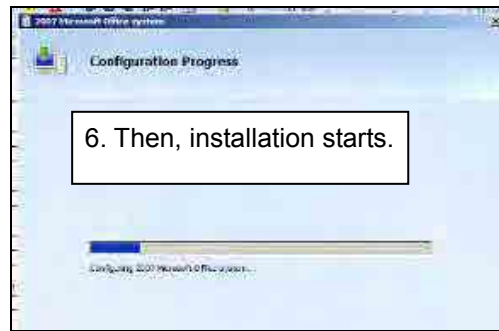 2007 Microsoft Office system
Configuration Progress
6. Then, installation starts.
Configuring 2007 Microsoft Office system...